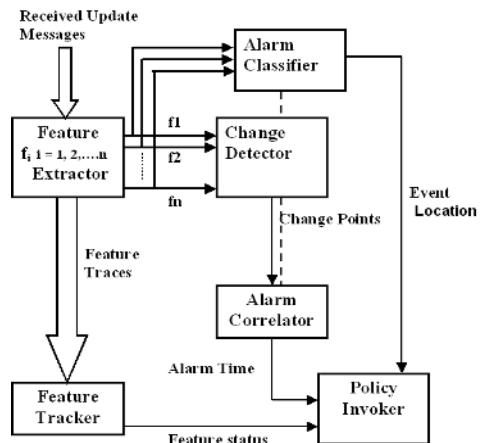 Received Update
Messages
Alarm
Classifier
Feature
fi, i = 1, 2,....n
Extractor
f1
f2
fn
Change
Detector
Event
Location
Change Points
Feature
Traces
Alarm
Correlator
Alarm Time
Policy
Invoker
Feature
Tracker
Feature status